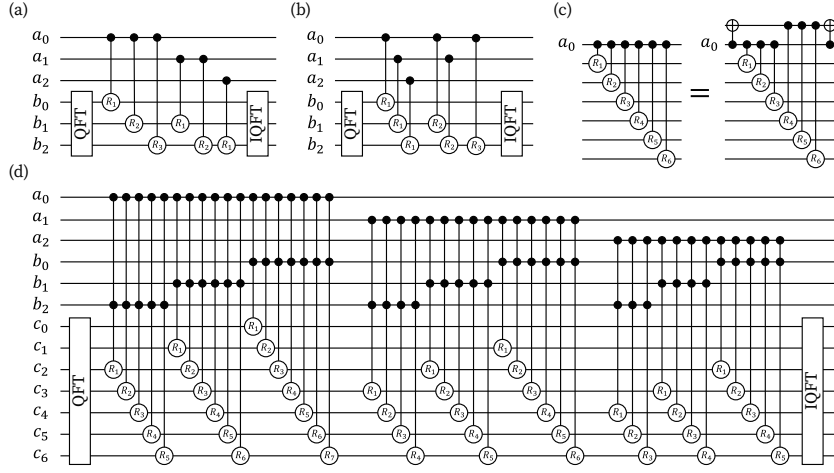 (a)
a₀
a₁
a₂
b₀ R₁
b₁ R₂ R₁
b₂ R₃ R₂ R₁
QFT
IQFT
(b)
a₀
a₁
a₂
b₀ R₁
b₁ R₁ R₂
b₂ R₁ R₂ R₃
QFT
IQFT
(c)
a₀
R₁
R₂
R₃
R₄
R₅
R₆
=
a₀
R₁
R₂
R₃
R₄
R₅
R₆
(d)
a₀
a₁
a₂
b₀
b₁
b₂
c₀ R₁
c₁ R₁ R₂ R₁
c₂ R₁ R₂ R₃ R₁ R₂ R₁
c₃ R₂ R₃ R₄ R₁ R₂ R₃ R₁ R₂
c₄ R₃ R₄ R₅ R₂ R₃ R₄ R₁ R₂ R₃
c₅ R₄ R₅ R₆ R₃ R₄ R₅ R₂ R₃ R₄
c₆ R₅ R₆ R₇ R₄ R₅ R₆ R₃ R₄ R₅
QFT
IQFT